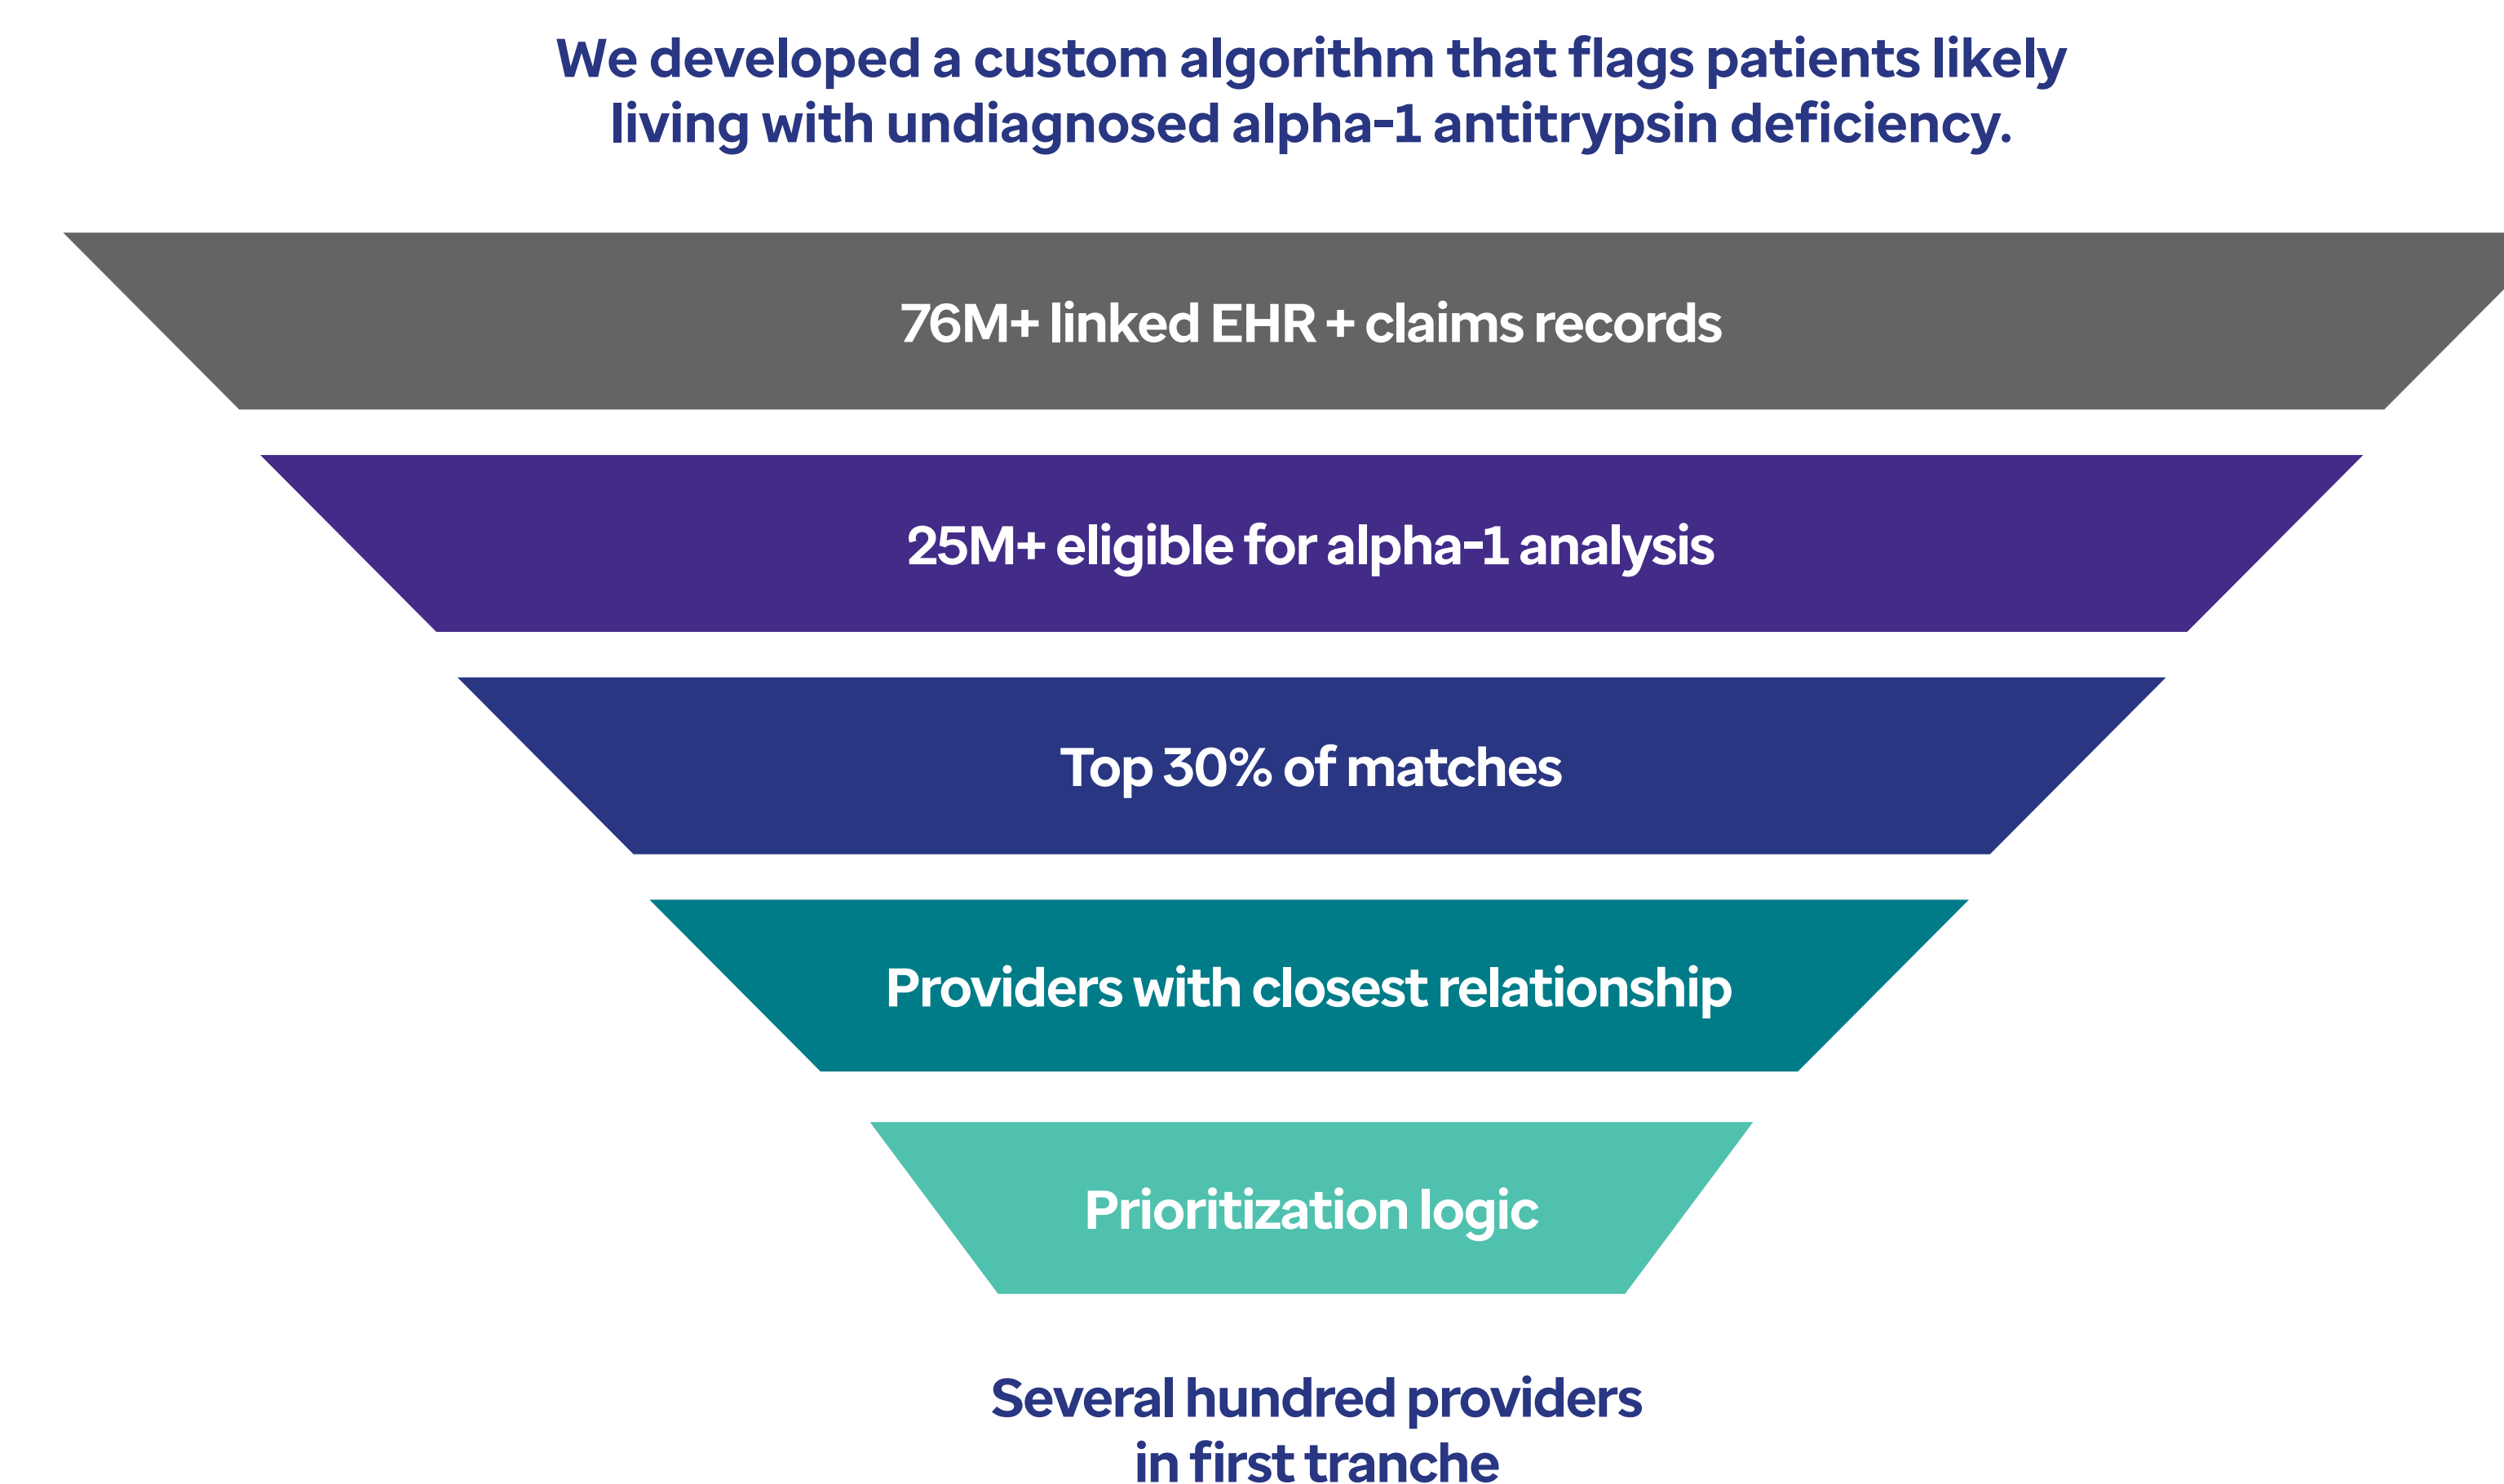 We developed a custom algorithm that flags patients likely
living with undiagnosed alpha-1 antitrypsin deficiency.
76M+ linked EHR + claims records
25M+ eligible for alpha-1 analysis
Top 30% of matches
Providers with closest relationship
Prioritization logic
Several hundred providers
in first tranche